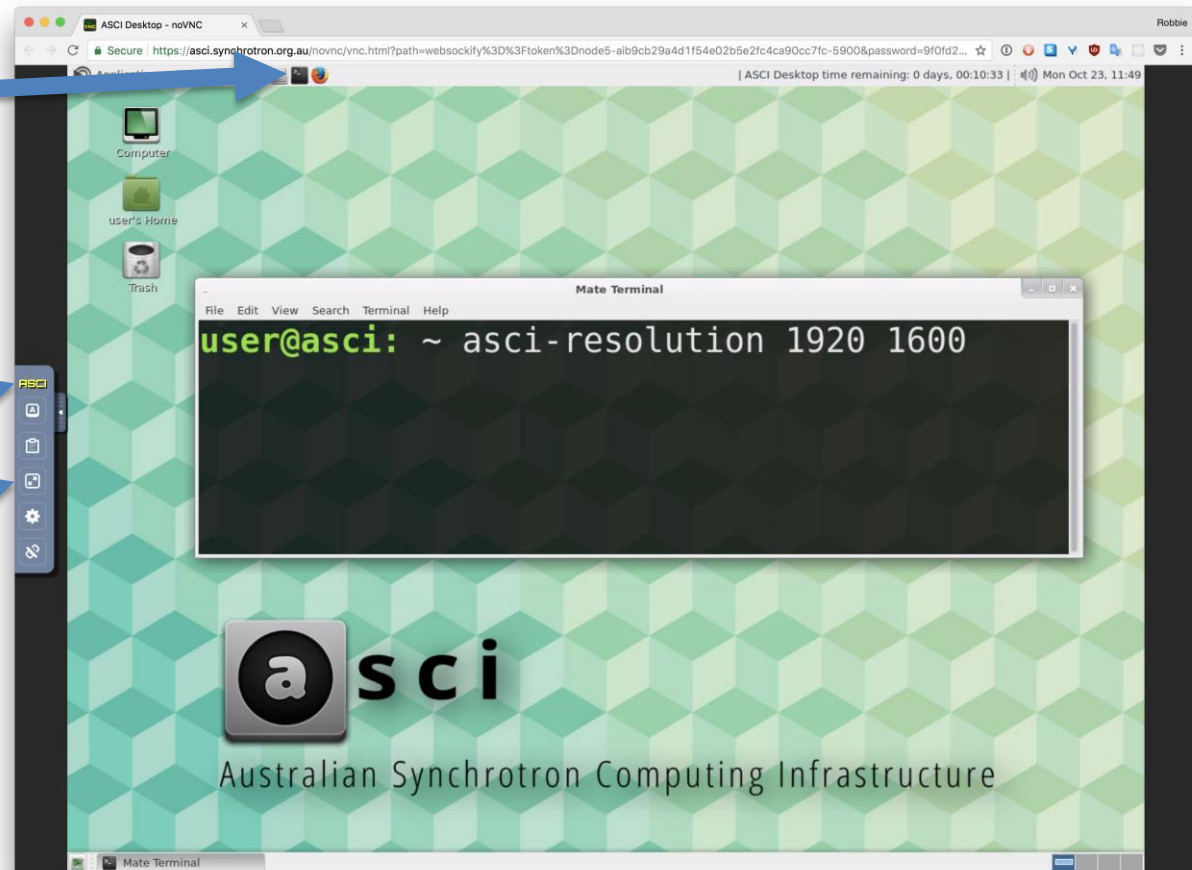 ASCI Desktop - noVNC
Robbie
Secure https://asci.synchrotron.org.au/novnc/vnc.html?path=websockify%3D%3Ftoken%3Dnode5-aib9cb29a4d1f54e02b5e2fc4ca90cc7fc-5900&password=9f0fd2...
| ASCI Desktop time remaining: 0 days, 00:10:33 | Mon Oct 23, 11:49
Computer
user's Home
Trash
Mate Terminal
File Edit View Search Terminal Help
user@asci: ~ asci-resolution 1920 1600
ASCI
A
a sci
Australian Synchrotron Computing Infrastructure
Mate Terminal